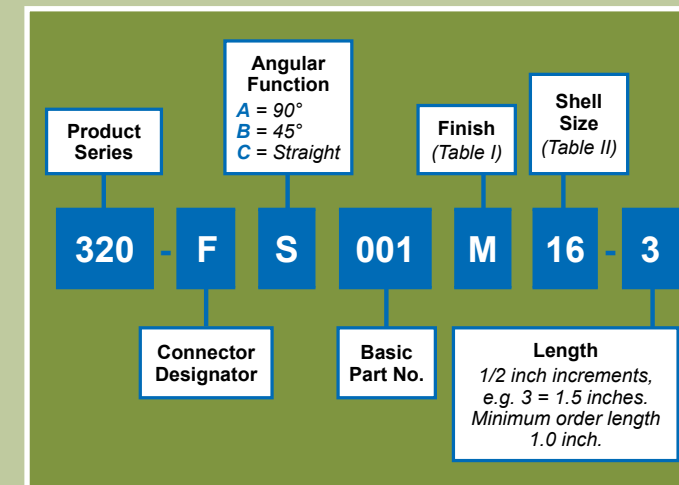 Angular
Function
A = 90°
B = 45°
C = Straight
Product
Series
Finish
(Table I)
Shell
Size
(Table II)
320 - F S 001 M 16 - 3
Connector
Designator
Basic
Part No.
Length
1/2 inch increments,
e.g. 3 = 1.5 inches.
Minimum order length
1.0 inch.